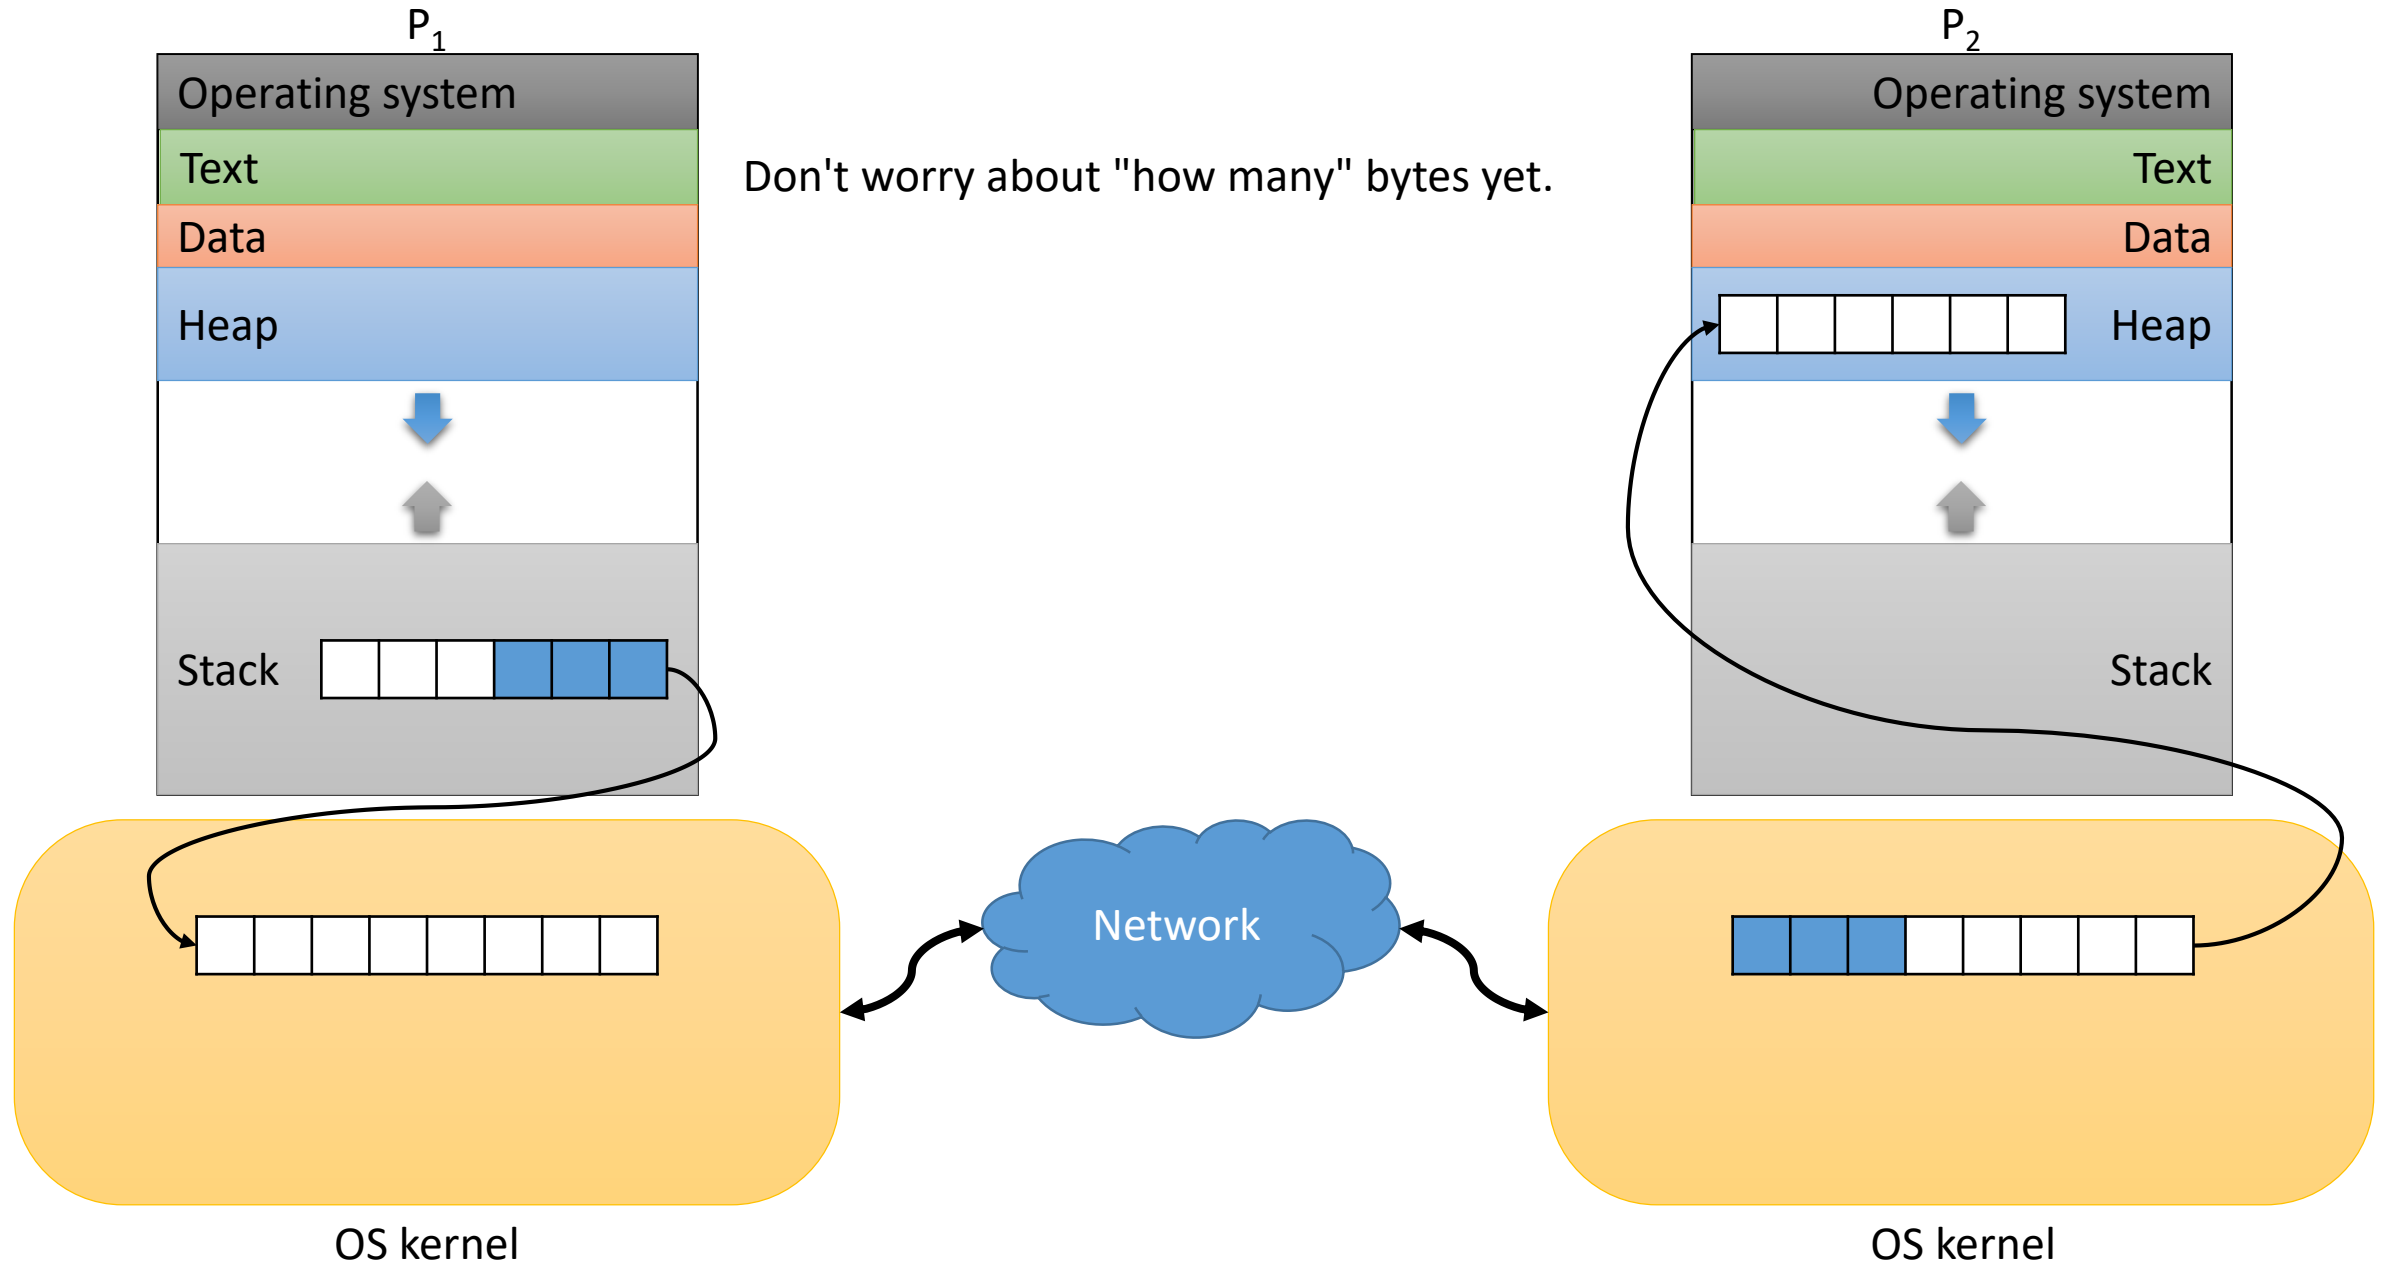 P1
Operating system
Text
Data
Heap
Stack
Don't worry about "how many" bytes yet.
P2
Operating system
Text
Data
Heap
Stack
Network
OS kernel
OS kernel